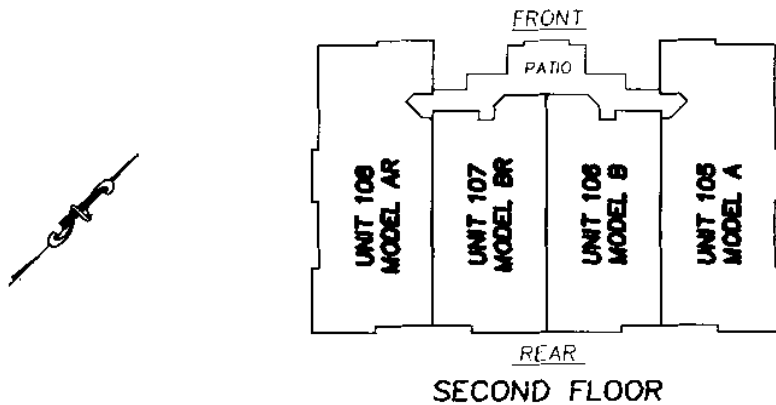 FRONT
PATIO
UNIT 108
MODEL AR
UNIT 107
MODEL BR
UNIT 106
MODEL B
UNIT 105
MODEL A
REAR
SECOND FLOOR